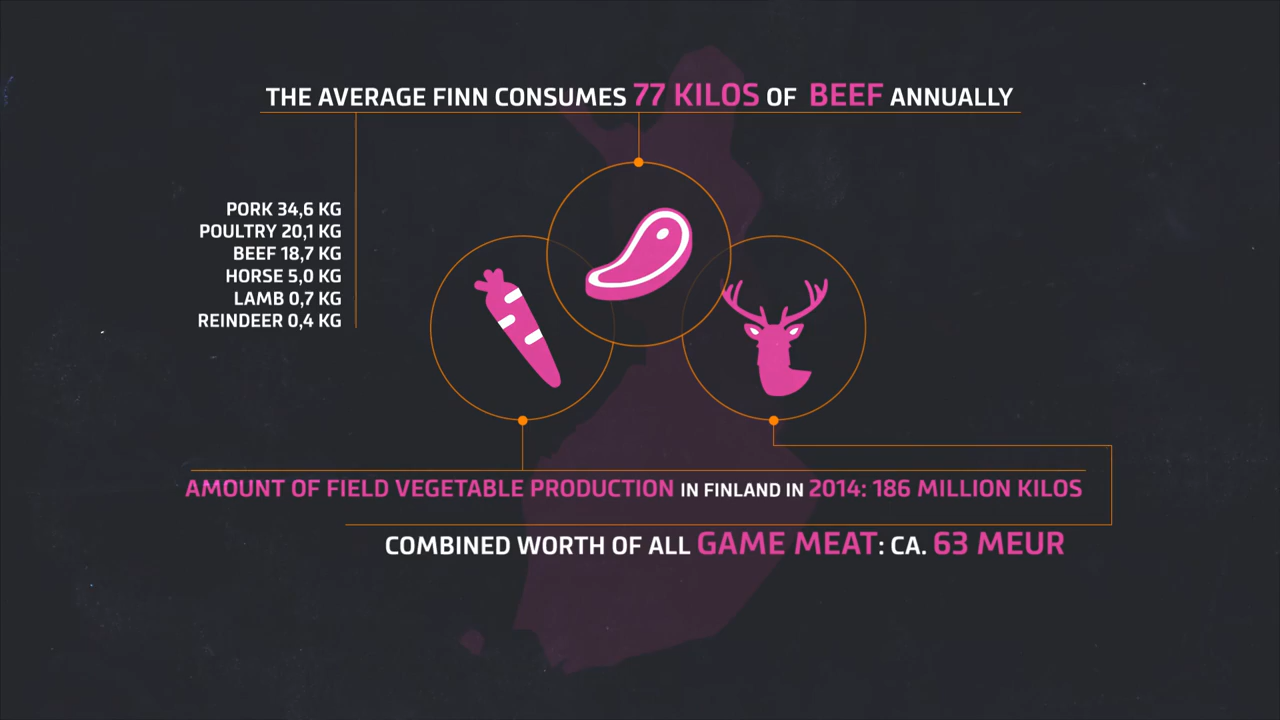 THE AVERAGE FINN CONSUMES 77 KILOS OF BEEF ANNUALLY
PORK 34,6 KG
POULTRY 20,1 KG
BEEF 18,7 KG
HORSE 5,0 KG
LAMB 0,7 KG
REINDEER 0,4 KG
AMOUNT OF FIELD VEGETABLE PRODUCTION IN FINLAND IN 2014: 186 MILLION KILOS
COMBINED WORTH OF ALL GAME MEAT: CA. 63 MEUR